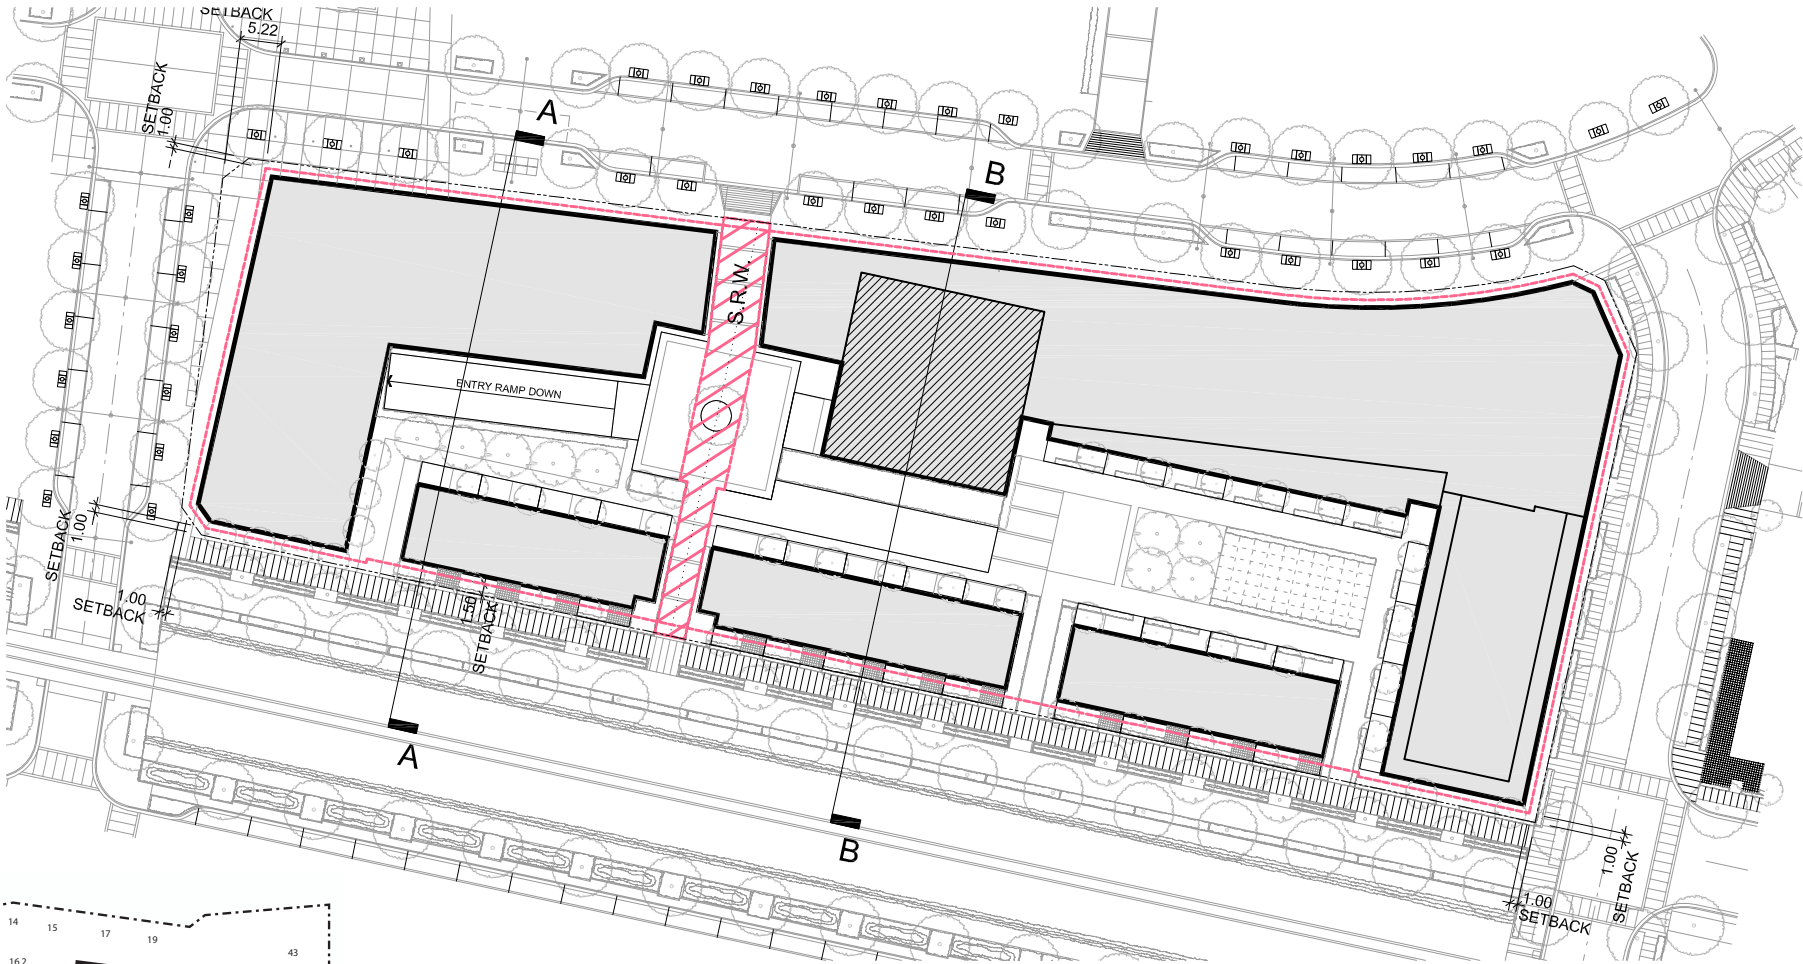 SETBACK
5.22
SETBACK
1.00
A
B
S.R.W.
ENTRY RAMP DOWN
SETBACK
1.00
1.00
SETBACK
1.50
SETBACK
A
B
1.00
SETBACK
1.00
SETBACK
14
15
17
19
43
162